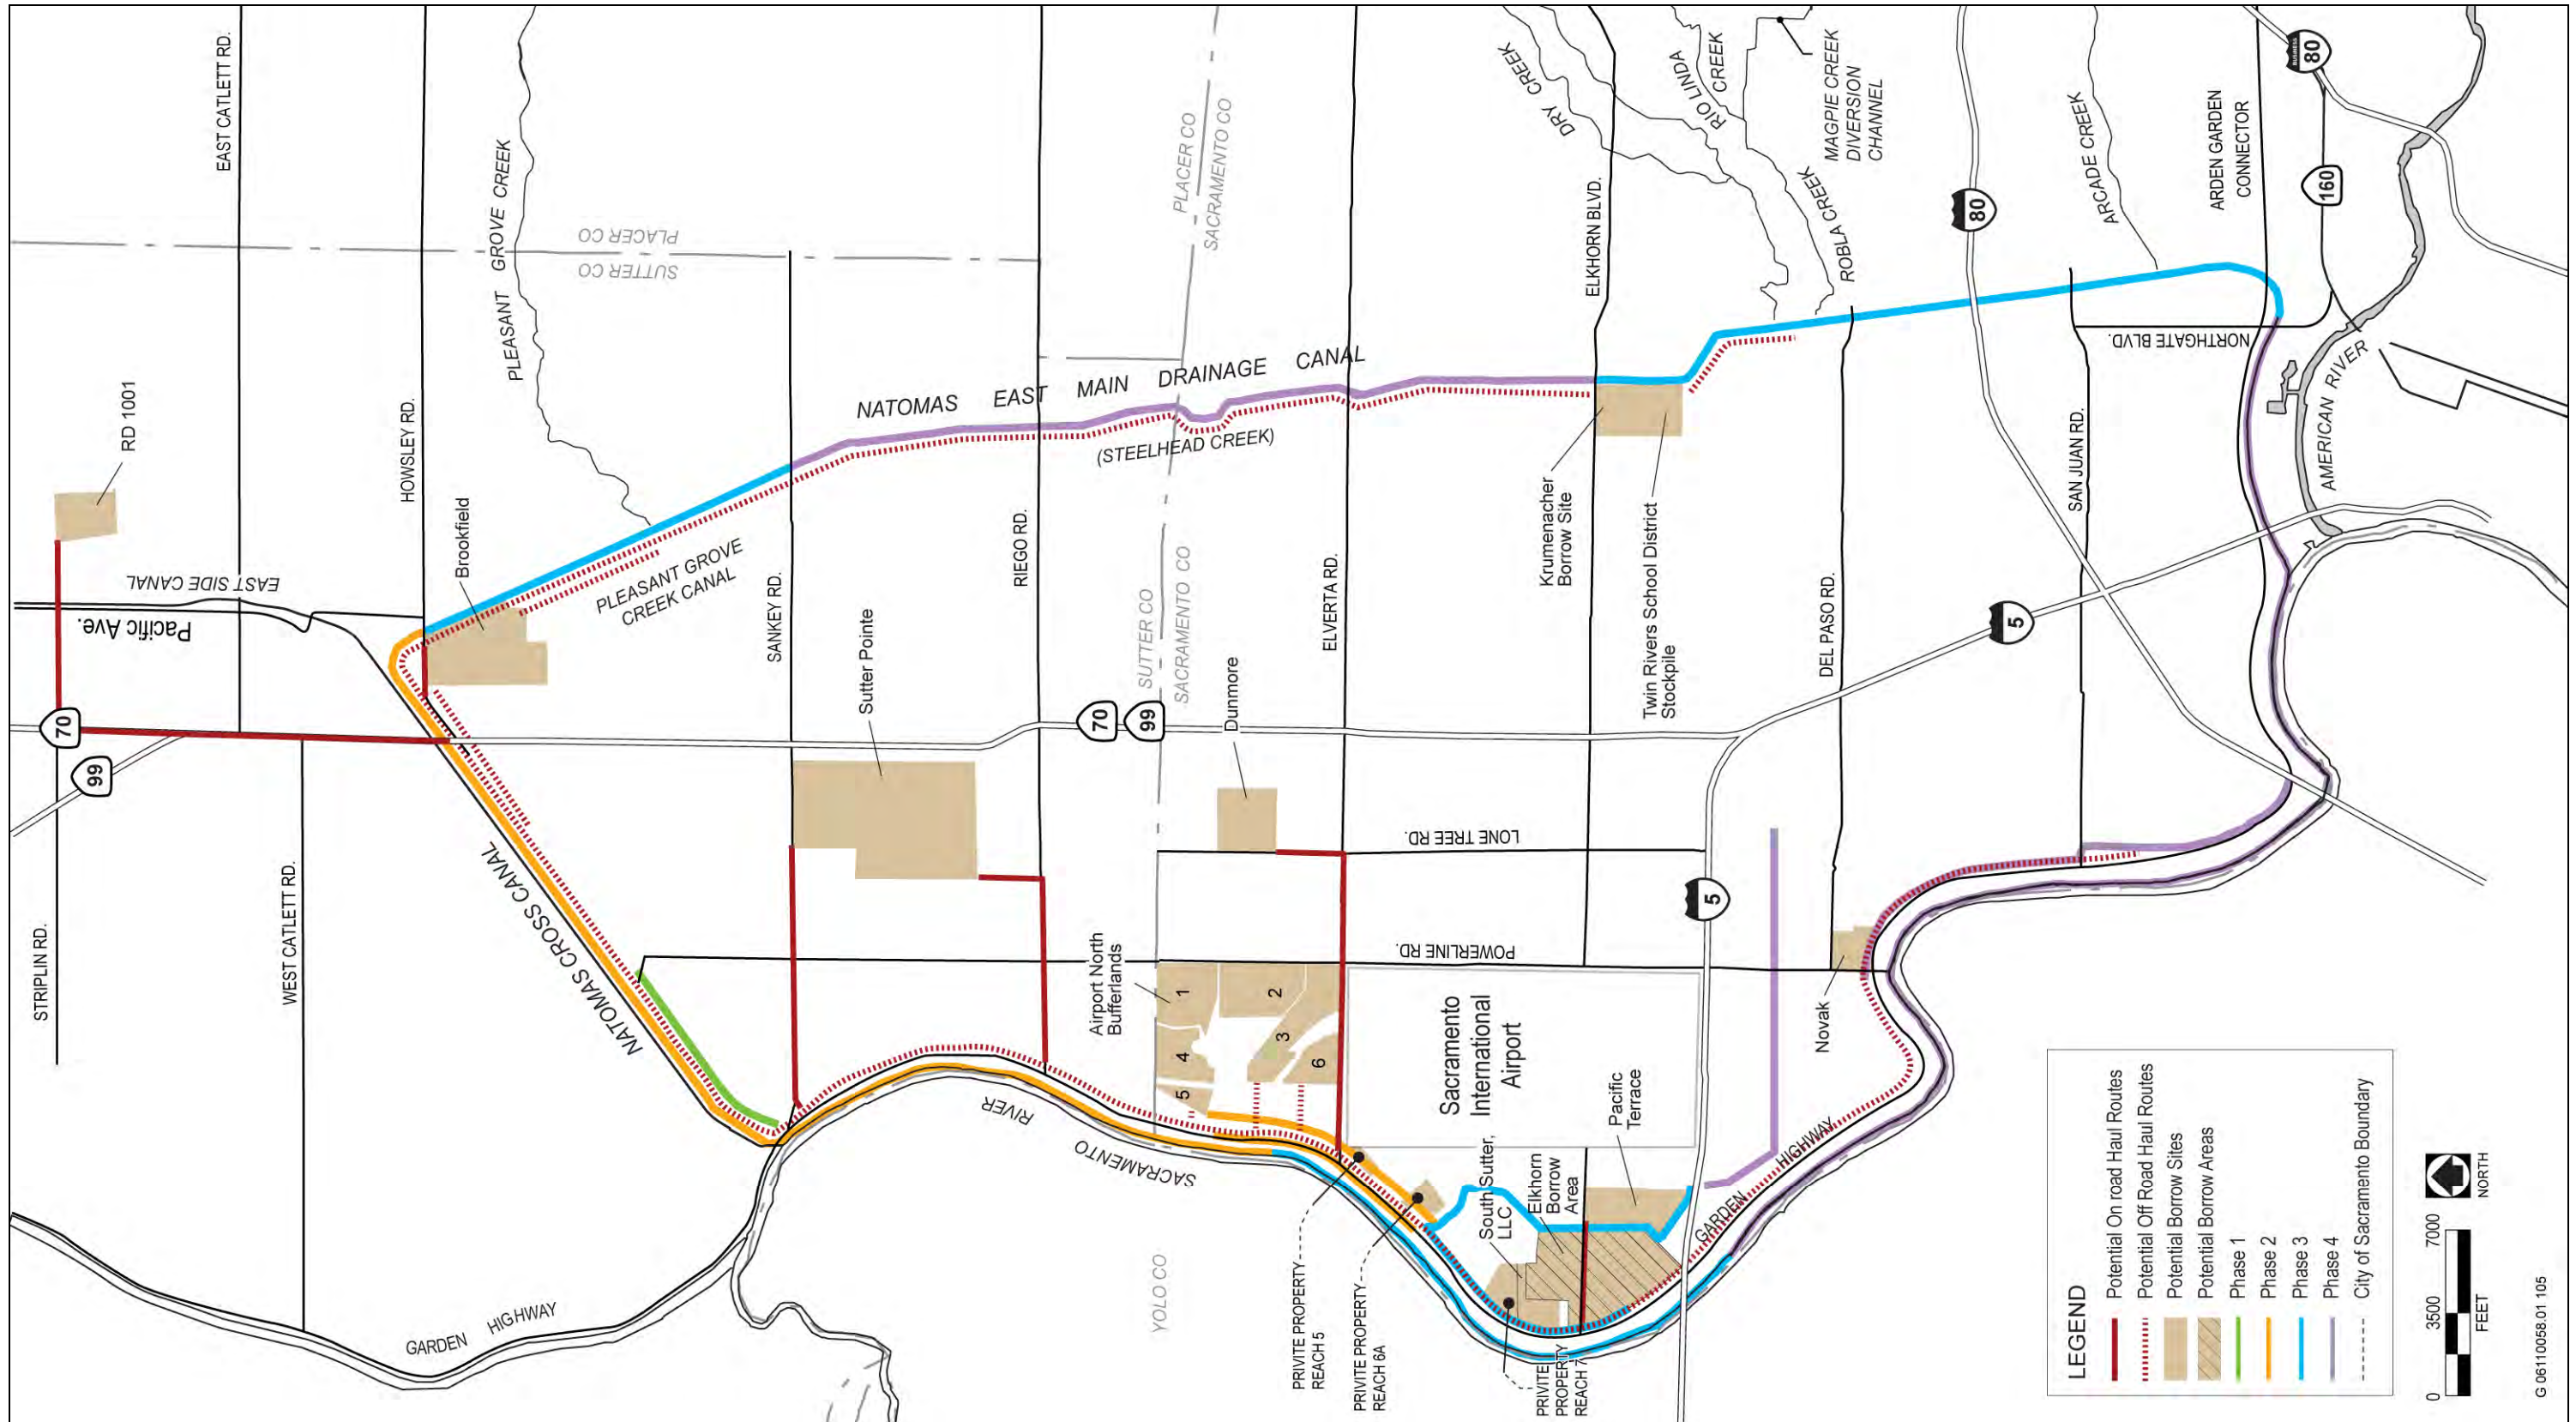 EAST CATLETT RD.
RD 1001
HOWSLEY RD.
PLEASANT GROVE CREEK
PLACER CO
SUTTER CO
EAST SIDE CANAL
Pacific Ave.
Brookfield
70
99
STRIPLIN RD.
WEST CATLETT RD.
NATOMAS CROSS CANAL
PLEASANT GROVE
CREEK CANAL
SANKEY RD.
Sutter Pointe
RIEGO RD.
NATOMAS EAST MAIN DRAINAGE CANAL
(STEELHEAD CREEK)
PLACER CO
SACRAMENTO CO
SUTTER CO
SACRAMENTO CO
70
99
Dunmore
ELVERTA RD.
LONE TREE RD.
POWERLINE RD.
Airport North
Bufferlands
1
2
3
4
5
6
Sacramento
International
Airport
SACRAMENTO RIVER
YOLO CO
GARDEN HIGHWAY
PRIVITE PROPERTY
REACH 5
PRIVITE PROPERTY
REACH 6A
PRIVITE
PROPERTY
REACH 7
South Sutter,
LLC
Elkhorn
Borrow
Area
Pacific
Terrace
GARDEN HIGHWAY
Novak
DRY CREEK
RIO LINDA
CREEK
MAGPIE CREEK
DIVERSION
CHANNEL
ROBLA CREEK
ELKHORN BLVD.
Krumenacher
Borrow Site
Twin Rivers School District
Stockpile
DEL PASO RD.
5
5
80
ARCADE CREEK
SAN JUAN RD.
NORTHGATE BLVD.
ARDEN GARDEN
CONNECTOR
160
BUSINESS
80
AMERICAN RIVER
LEGEND
Potential On road Haul Routes
Potential Off Road Haul Routes
Potential Borrow Sites
Potential Borrow Areas
Phase 1
Phase 2
Phase 3
Phase 4
City of Sacramento Boundary
0 3500 7000
FEET
NORTH
G 06110058.01 105